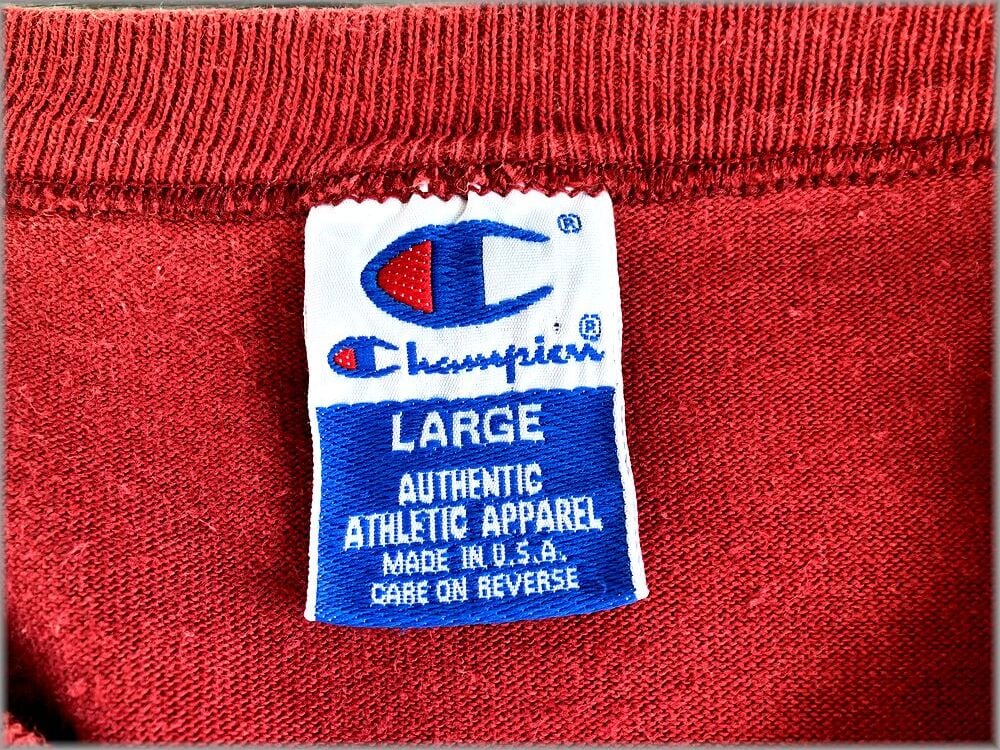 ®
Champion®
LARGE
AUTHENTIC
ATHLETIC APPAREL
MADE IN U.S.A.
CARE ON REVERSE